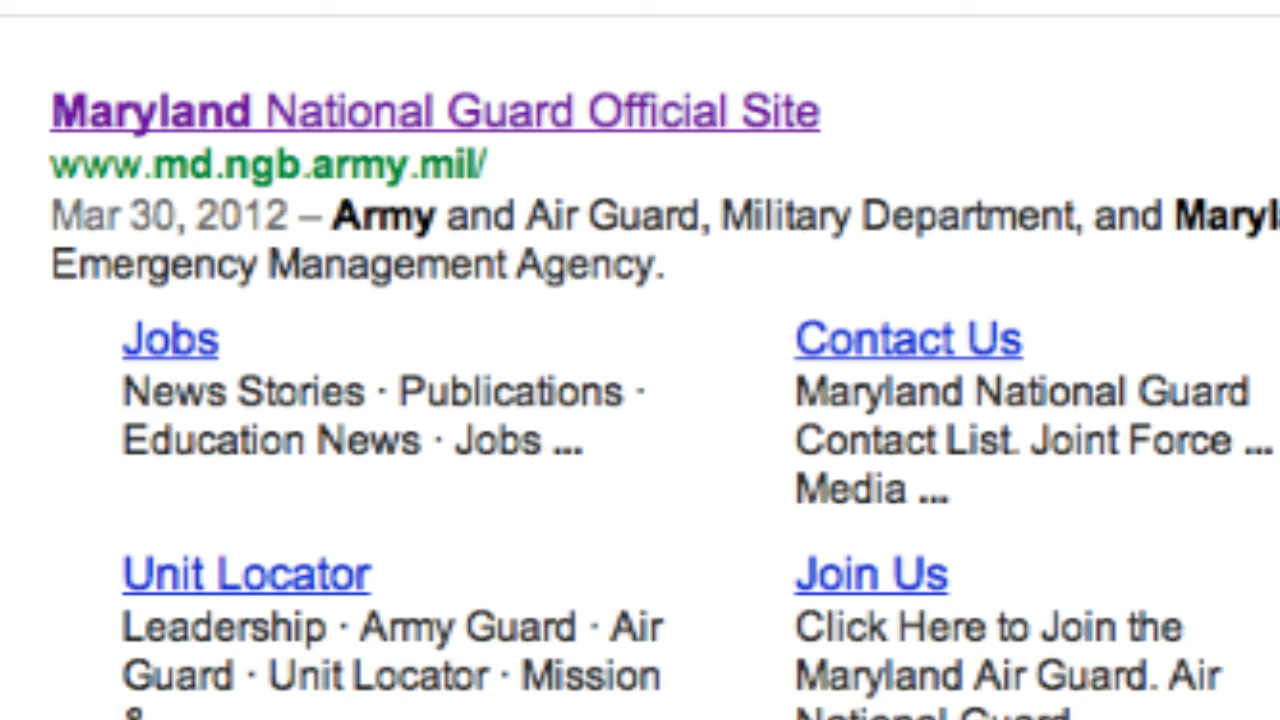 Maryland National Guard Official Site
www.md.ngb.army.mil/
Mar 30, 2012 – Army and Air Guard, Military Department, and
Emergency Management Agency.
Jobs
News Stories · Publications ·
Education News · Jobs ...
Contact Us
Maryland National Guard
Contact List. Joint Force ...
Media ...
Unit Locator
Leadership · Army Guard · Air
Guard · Unit Locator · Mission
&
Join Us
Click Here to Join the
Maryland Air Guard. Air
National Guard